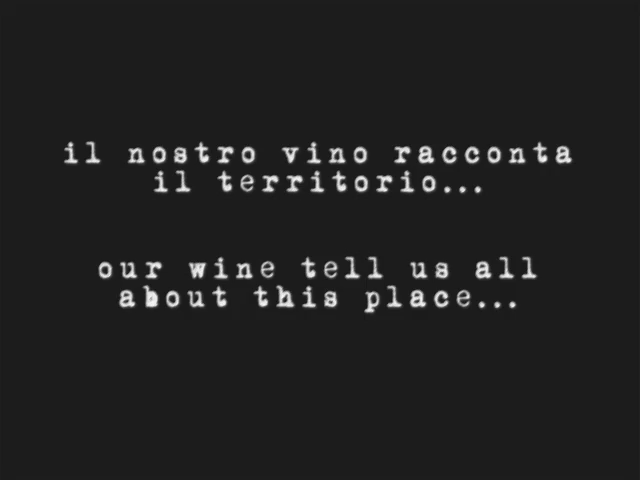 il nostro vino racconta
il territorio...
our wine tell us all
about this place...